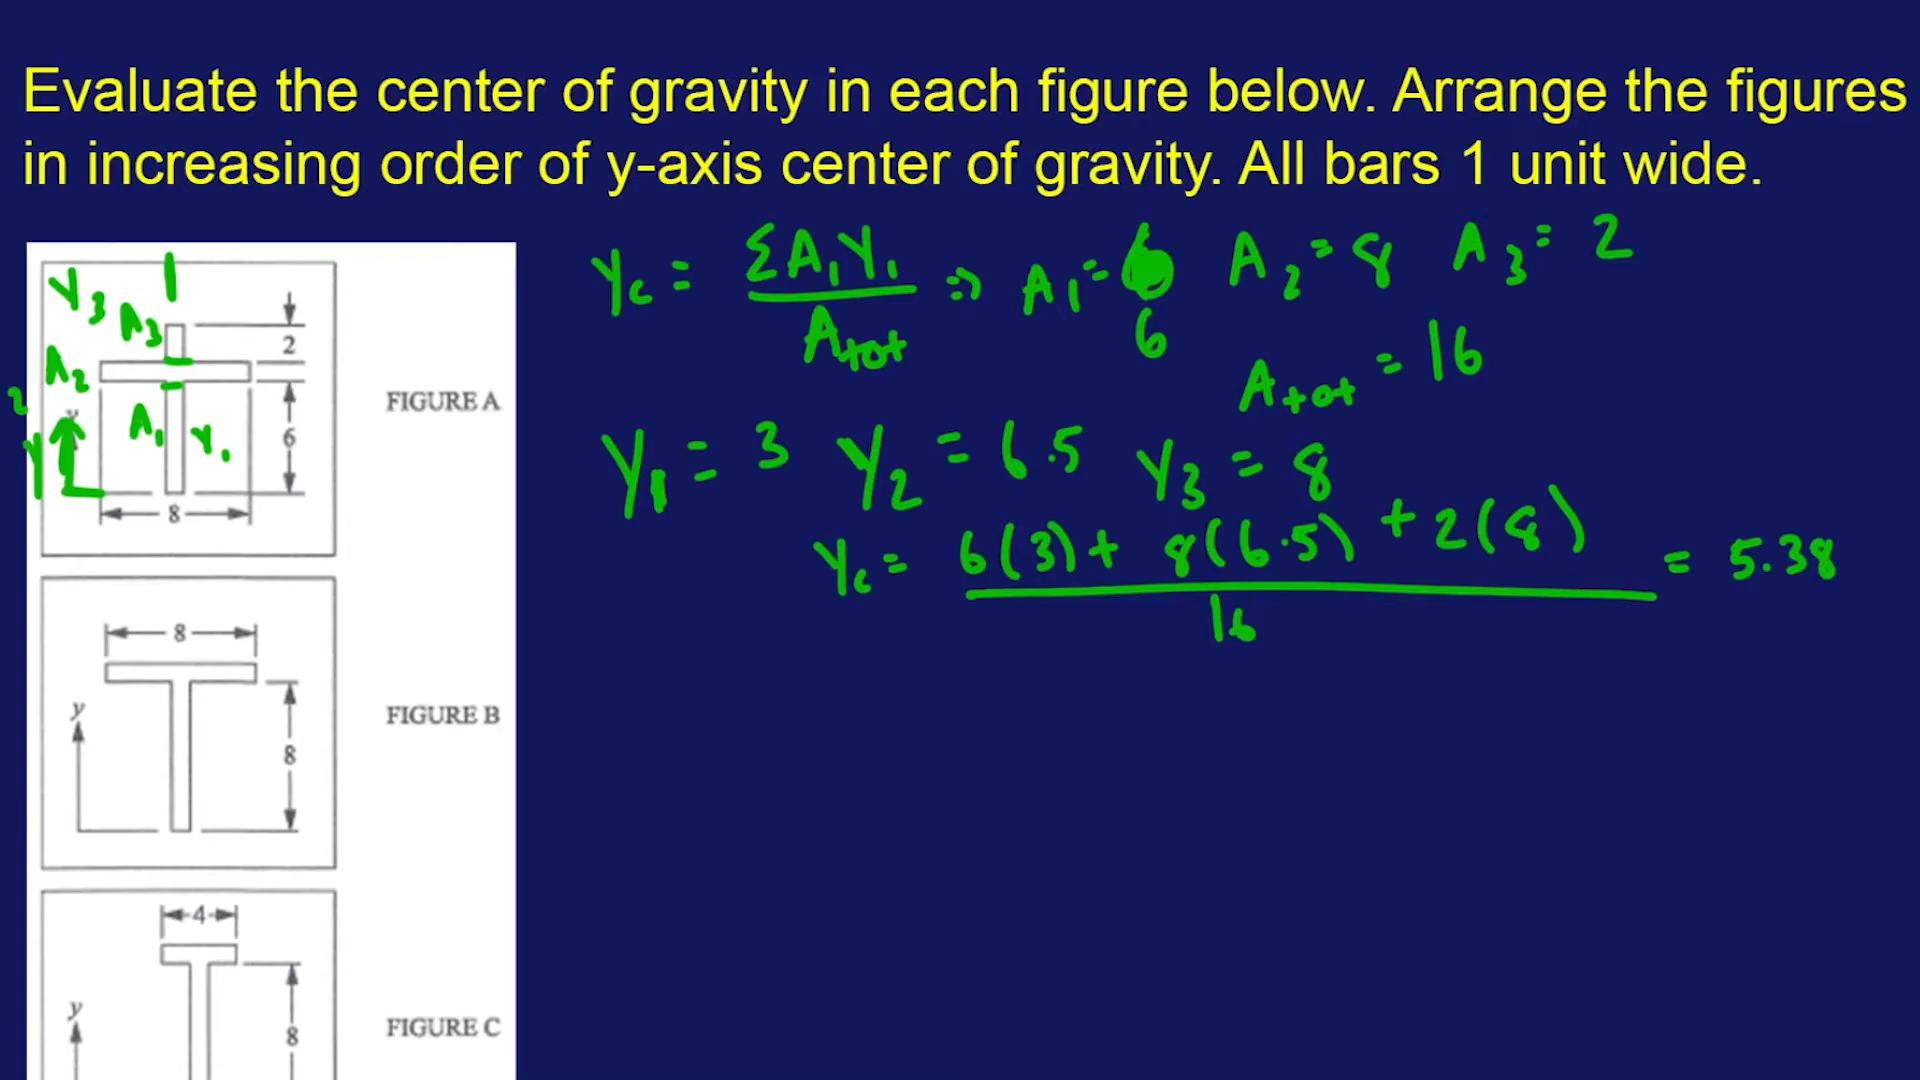 Evaluate the center of gravity in each figure below. Arrange the figures
in increasing order of y-axis center of gravity. All bars 1 unit wide.
Yc = ΣA₁Y₁ / Atot => A₁ = 6 A₂ = 8 A₃ = 2
6
Atot = 16
Y₁ = 3 Y₂ = 6.5 Y₃ = 8
Yc = 6(3) + 8(6.5) + 2(8) / 16 = 5.38
1
Y₃ A₃
2
A₂
2
y
A₁ Y₁
6
8
FIGURE A
8
y
8
FIGURE B
4
y
8
FIGURE C